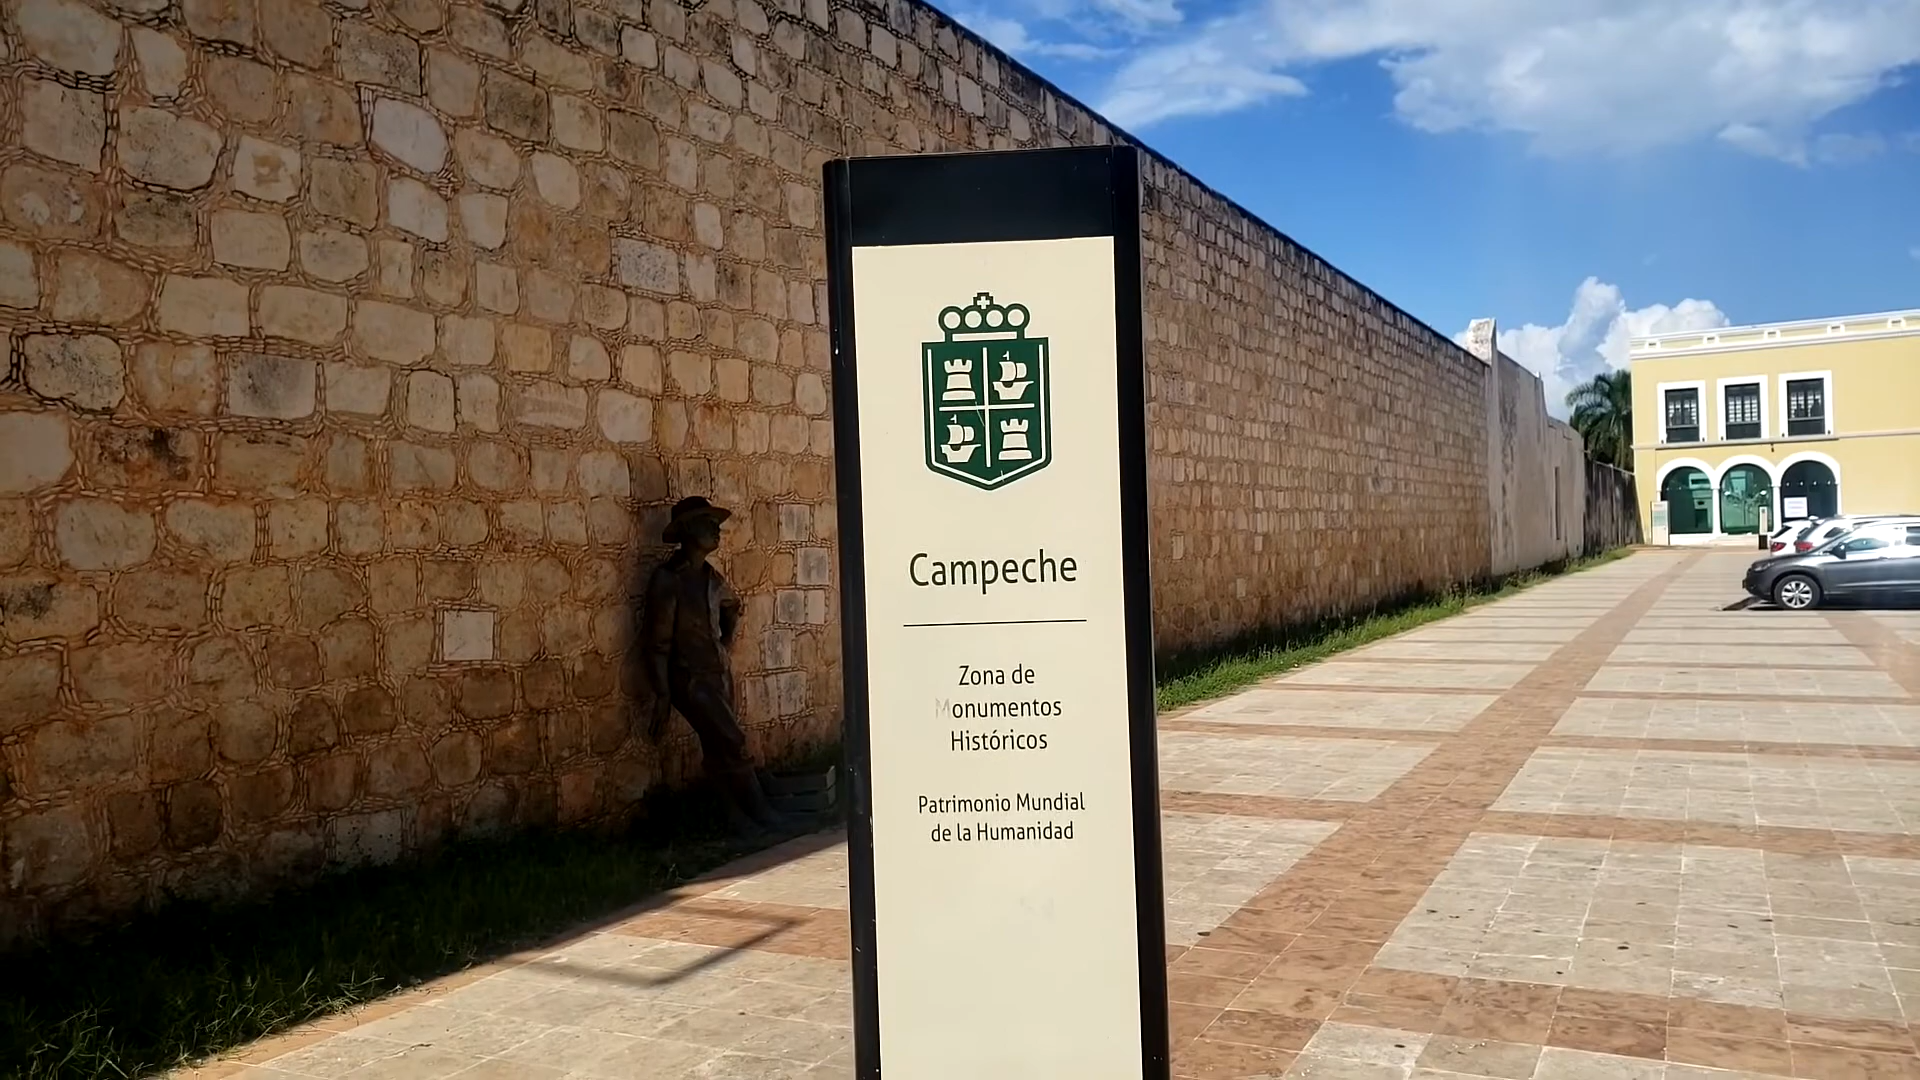 Campeche
Zona de
Monumentos
Históricos
Patrimonio Mundial
de la Humanidad